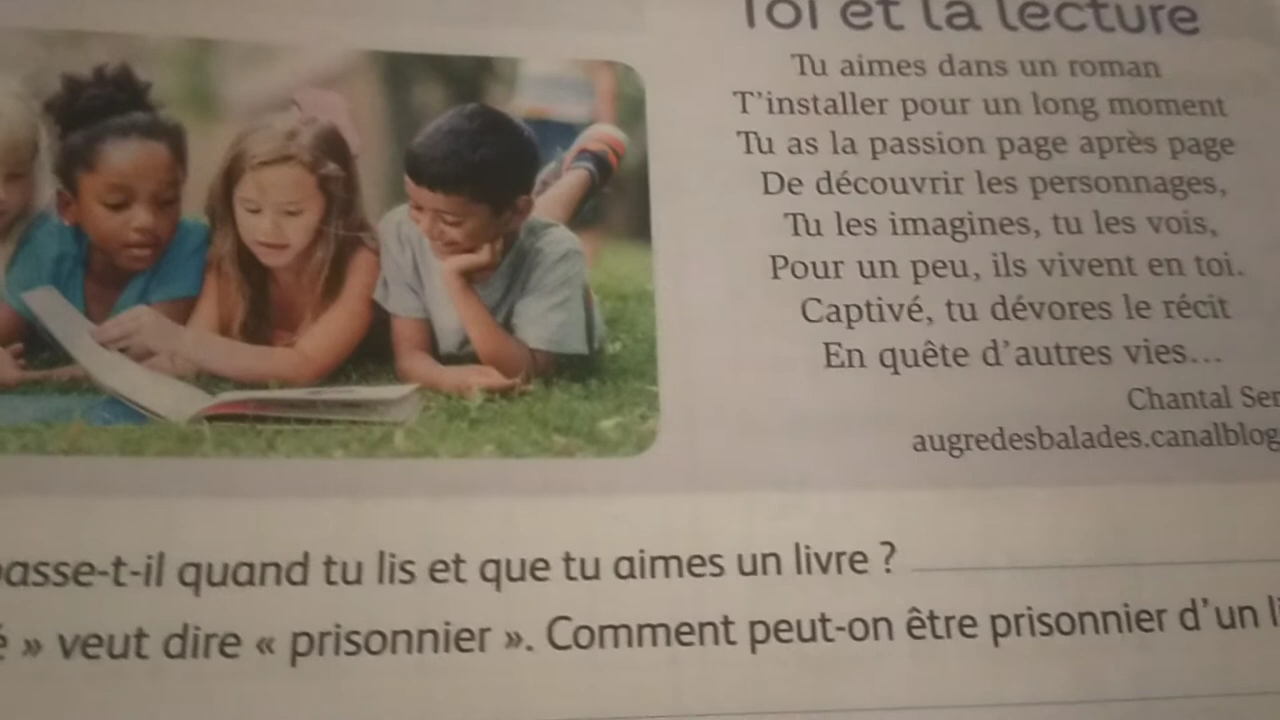 Toi et la lecture
Tu aimes dans un roman
T'installer pour un long moment
Tu as la passion page après page
De découvrir les personnages,
Tu les imagines, tu les vois,
Pour un peu, ils vivent en toi.
Captivé, tu dévores le récit
En quête d'autres vies...
Chantal
augredesbalades.canalblog
quand tu lis et que tu aimes un livre ?
» veut dire « prisonnier ». Comment peut-on être prisonnier d'un